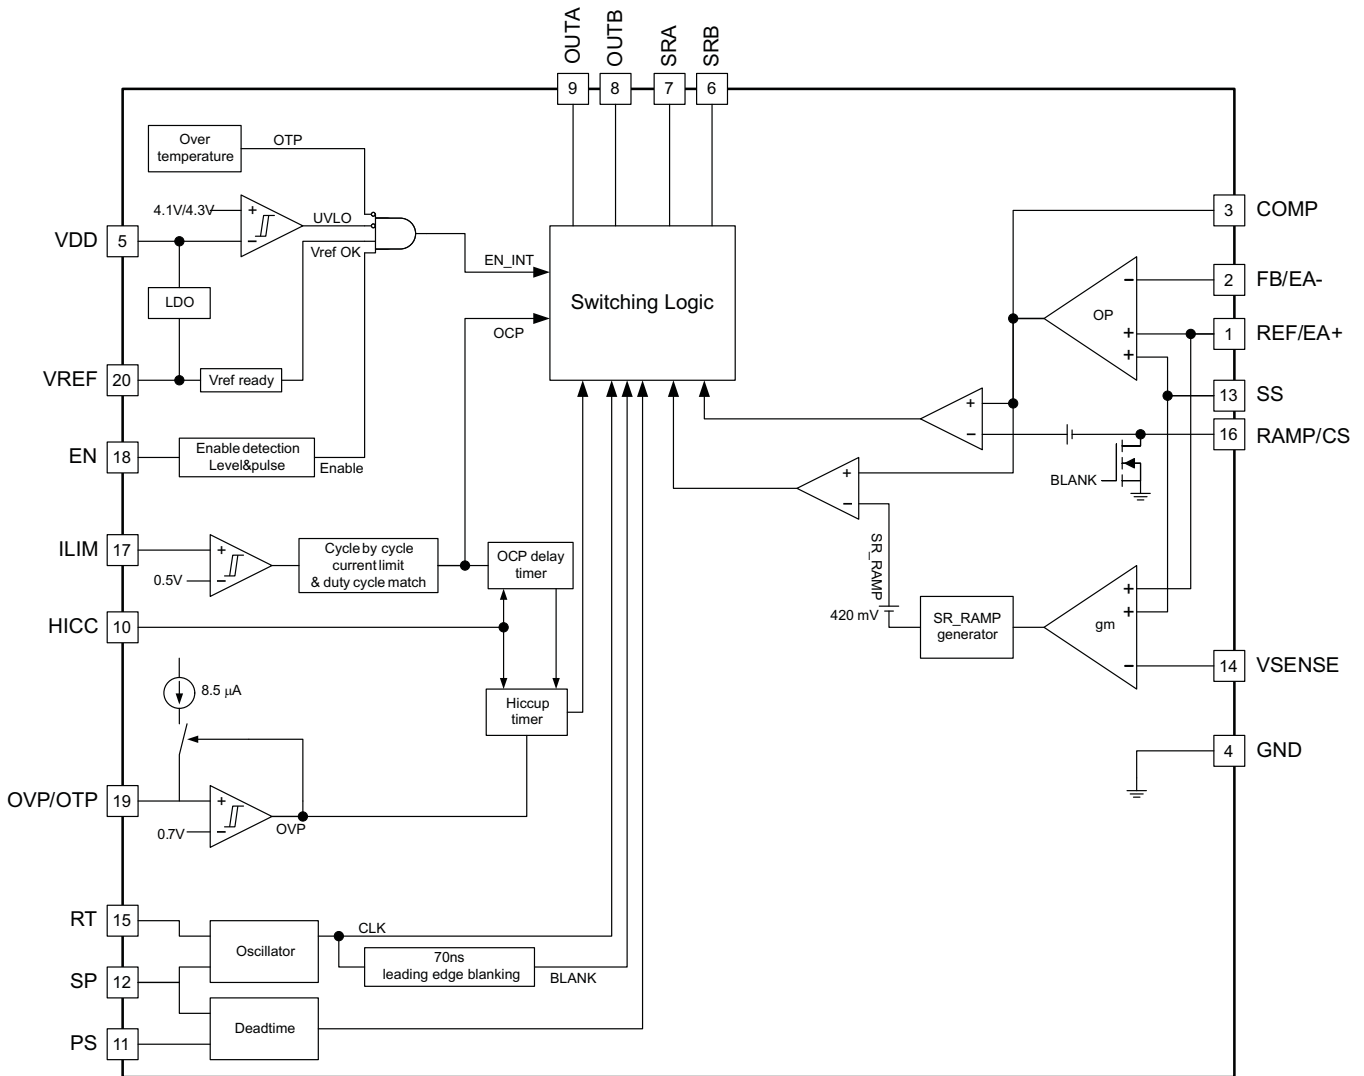 OUTA
OUTB
SRA
SRB
9
8
7
6
Over
temperature
OTP
4.1V/4.3V
+
−
UVLO
Vref OK
VDD
5
LDO
VREF
20
Vref ready
EN
18
Enable detection
Level&pulse
Enable
EN_INT
OCP
Switching Logic
3
COMP
2
FB/EA-
1
REF/EA+
13
SS
16
RAMP/CS
OP
−
+
+
+
−
BLANK
+
−
ILIM
17
0.5V
+
−
Cycle by cycle
current limit
& duty cycle match
OCP delay
timer
HICC
10
Hiccup
timer
SR_RAMP
420 mV
SR_RAMP
generator
gm
+
+
−
14
VSENSE
4
GND
8.5 μA
OVP/OTP
19
0.7V
+
−
OVP
RT
15
Oscillator
CLK
70ns
leading edge blanking
BLANK
SP
12
Deadtime
PS
11